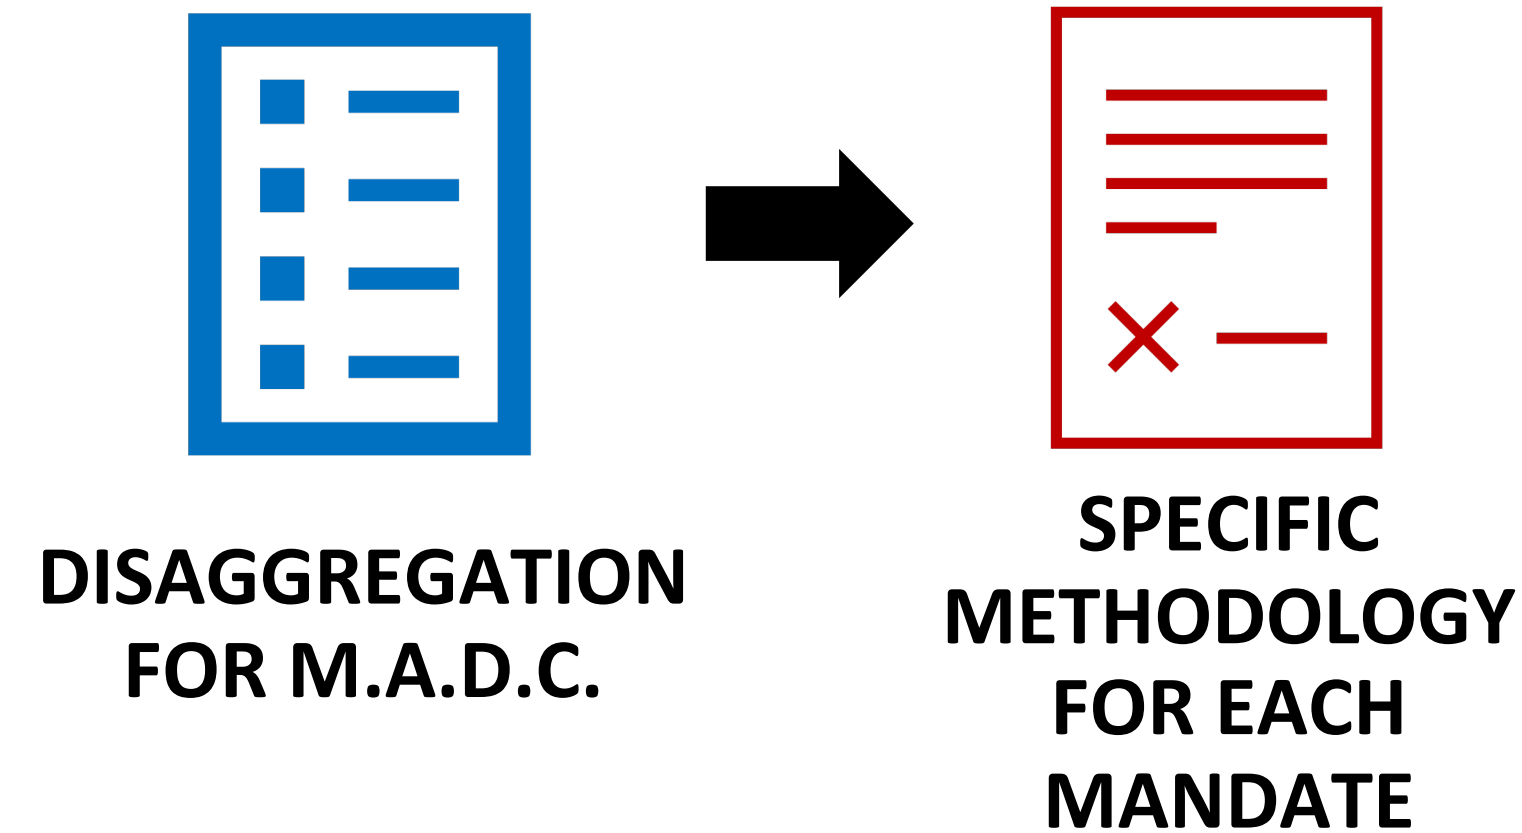 DISAGGREGATION
FOR M.A.D.C.
SPECIFIC
METHODOLOGY
FOR EACH
MANDATE